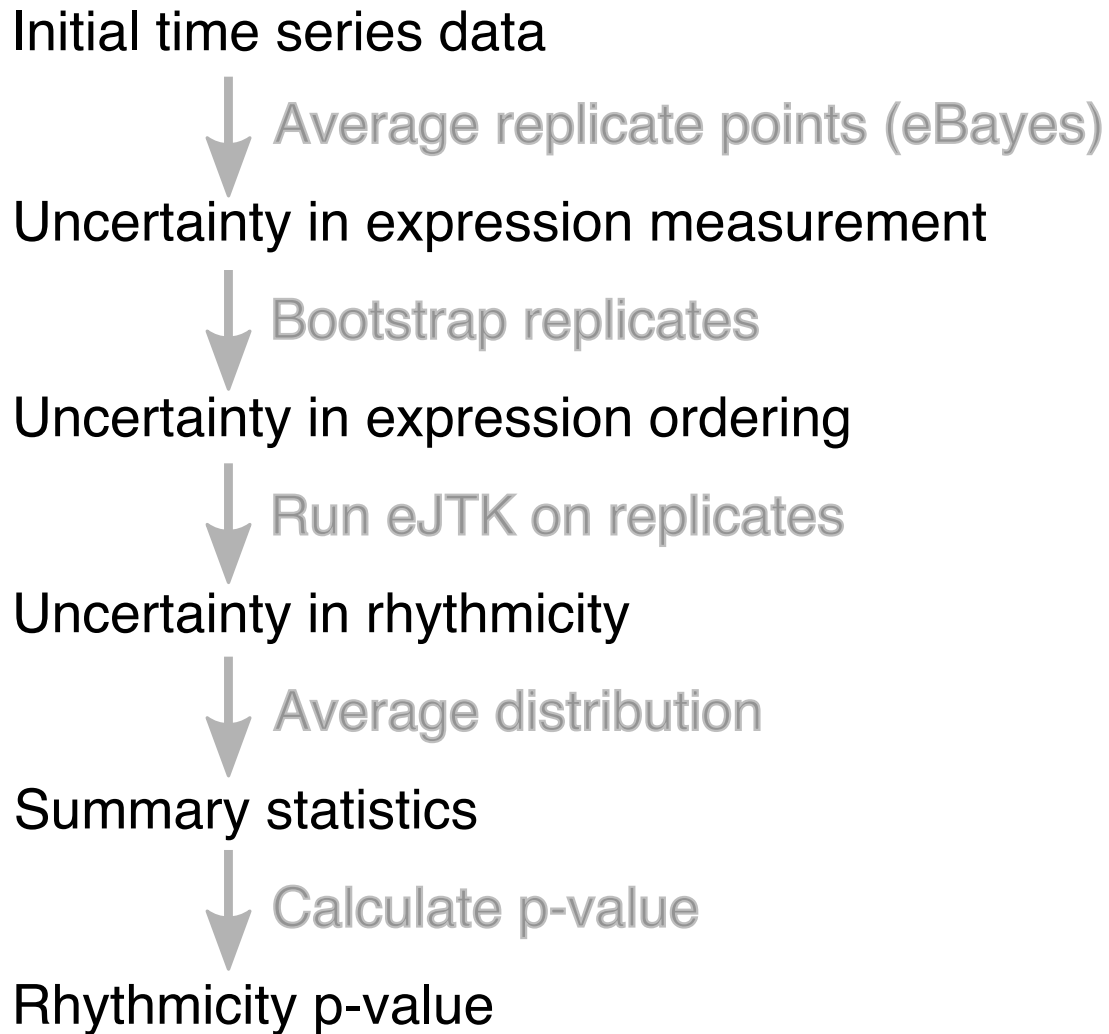 Initial time series data
Average replicate points (eBayes)
Uncertainty in expression measurement
Bootstrap replicates
Uncertainty in expression ordering
Run eJTK on replicates
Uncertainty in rhythmicity
Average distribution
Summary statistics
Calculate p-value
Rhythmicity p-value